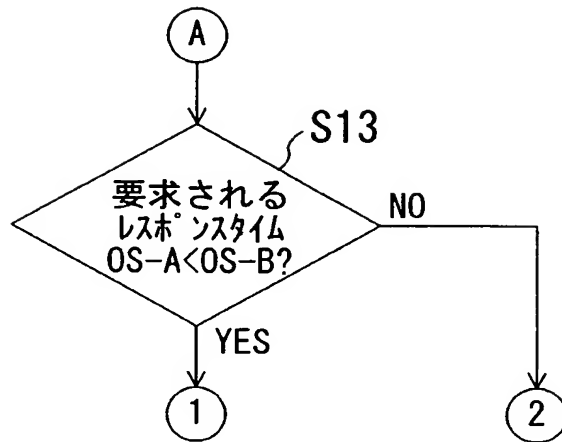 A
S13
要求される
ﾚｽﾎﾟﾝｽﾀｲﾑ
OS-A<OS-B?
NO
YES
1
2